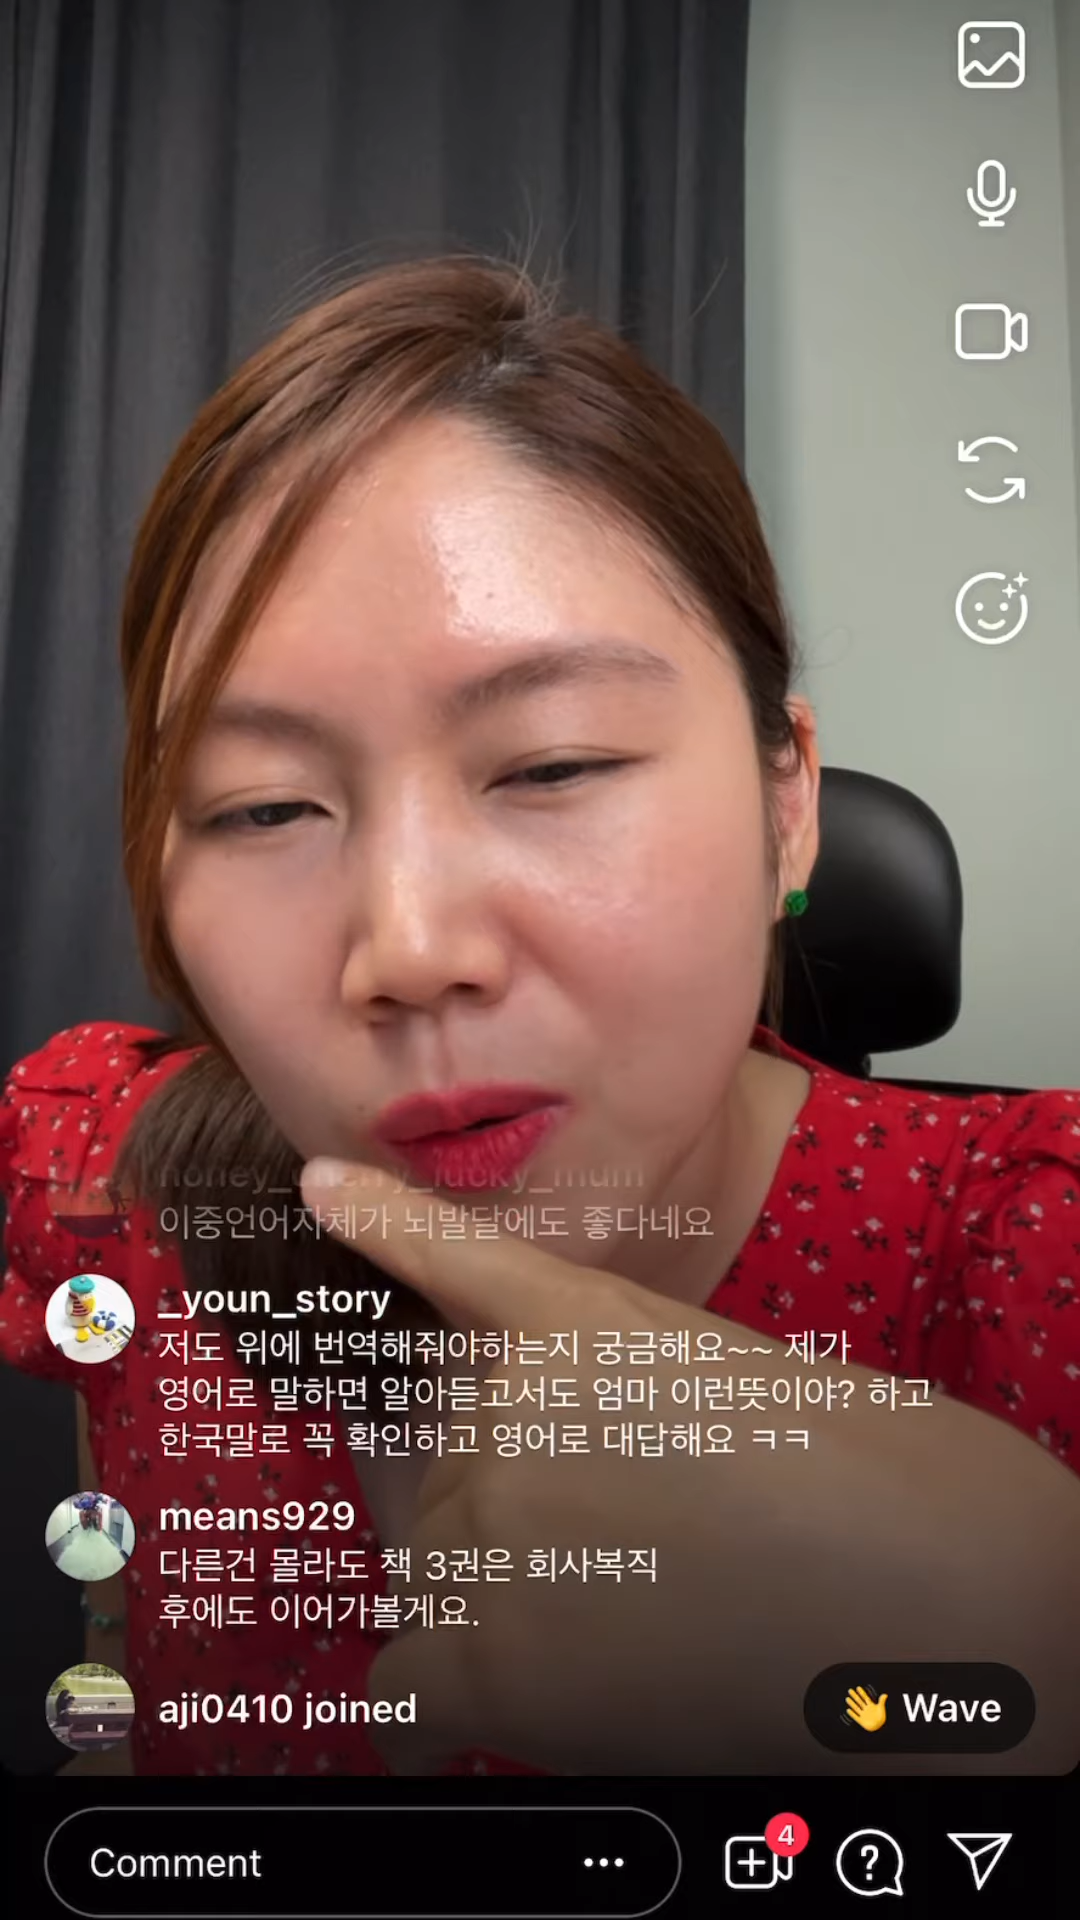 honey_cherry_lucky_mum
이중언어자체가 뇌발달에도 좋다네요
_youn_story
저도 위에 번역해줘야하는지 궁금해요~~ 제가
영어로 말하면 알아듣고서도 엄마 이런뜻이야? 하고
한국말로 꼭 확인하고 영어로 대답해요 ㅋㅋ
means929
다른건 몰라도 책 3권은 회사복직
후에도 이어가볼게요.
aji0410 joined
👋 Wave
Comment
4